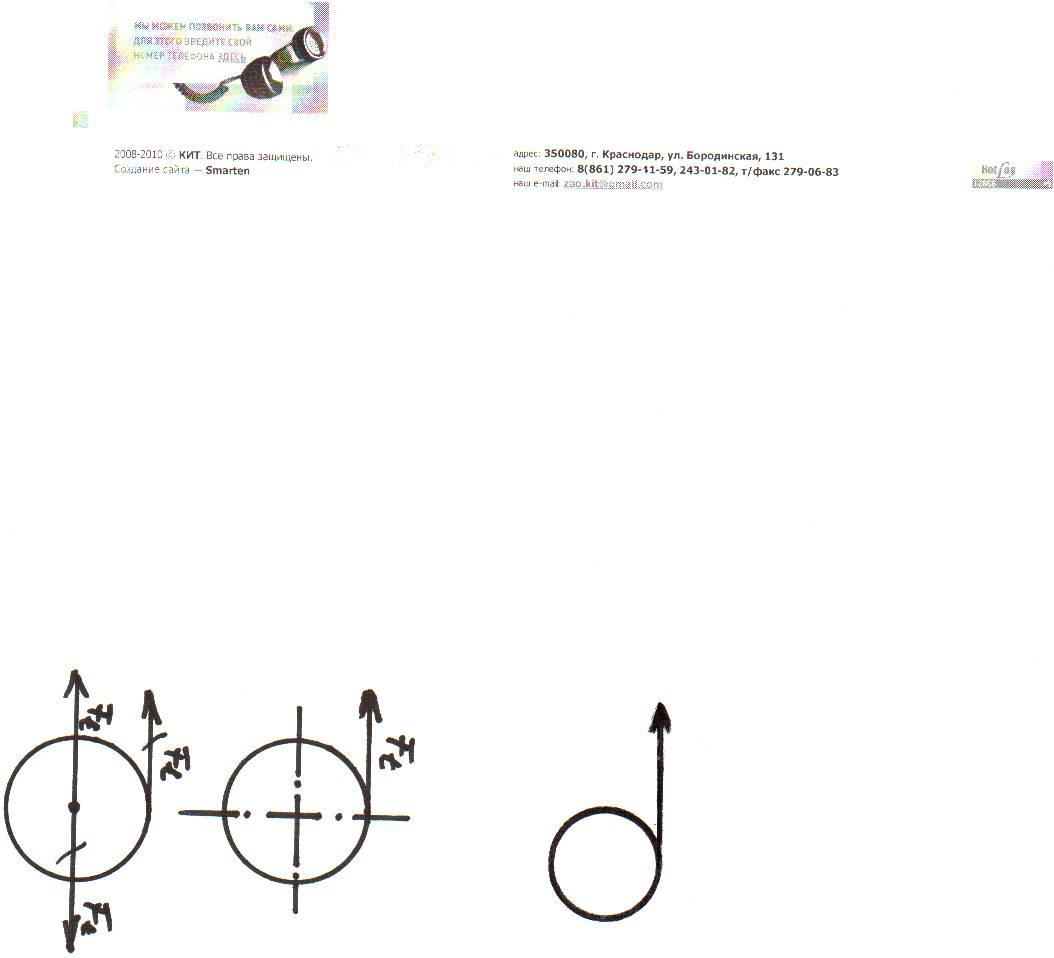 МЫ МОЖЕМ ПОЗВОНИТЬ ВАМ САМИ.
ДЛЯ ЭТОГО ВВЕДИТЕ СВОЙ
НОМЕР ТЕЛЕФОНА ЗДЕСЬ
2008-2010 © КИТ. Все права защищены.
Создание сайта — Smarten
адрес: 350080, г. Краснодар, ул. Бородинская, 131
наш телефон: 8(861) 279-41-59, 243-01-82, т/факс 279-06-83
наш e-mail: zao.kit@gmail.com
HotLog